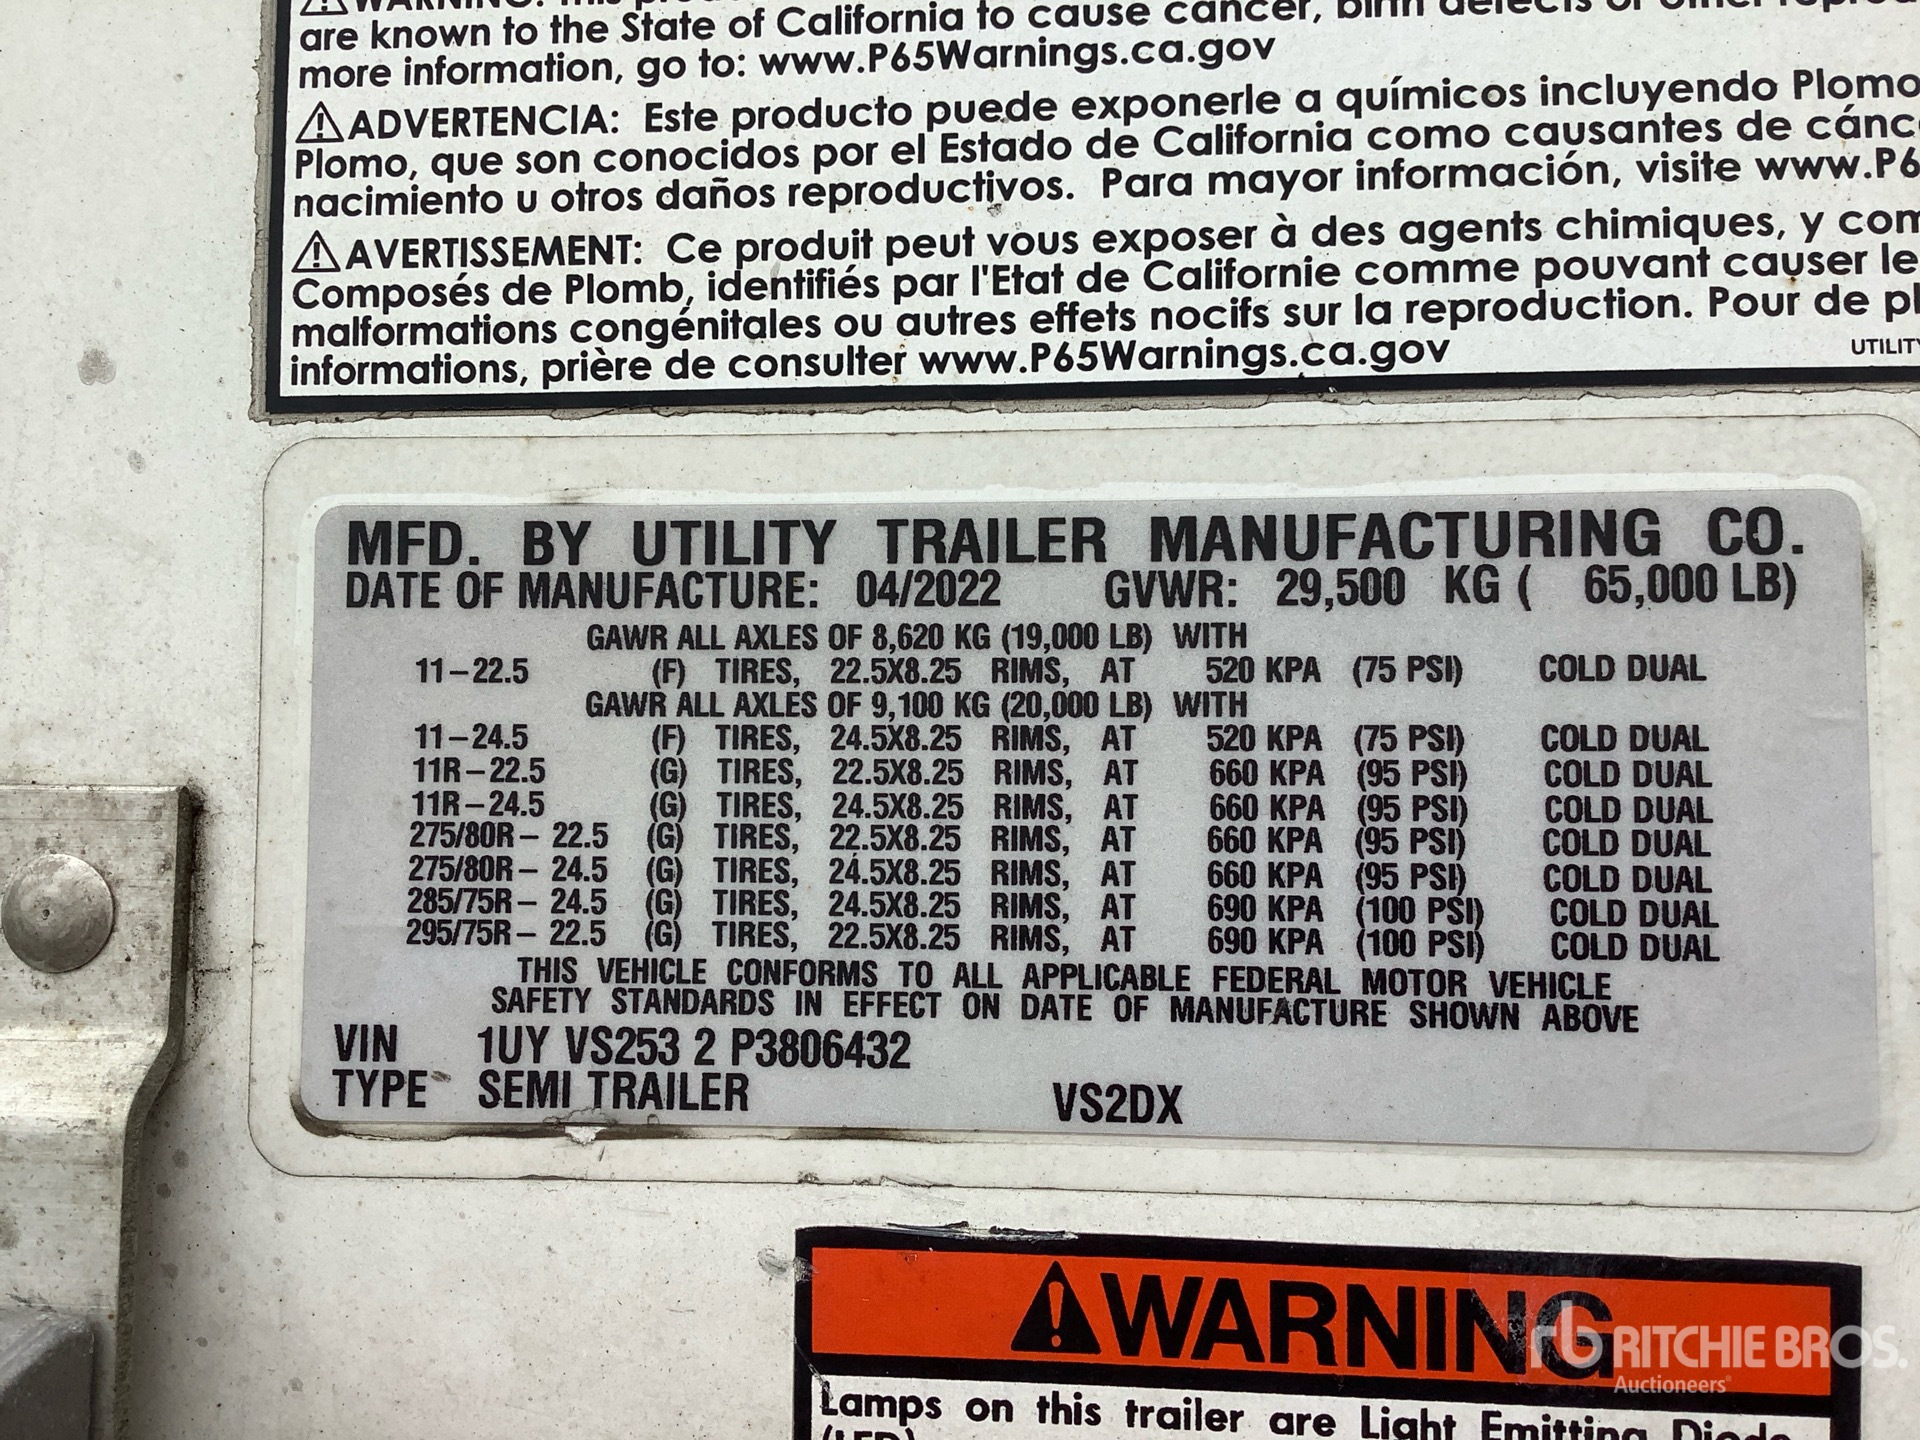 WARNING: This
are known to the State of California to cause cancer, birth defects or other
more information, go to: www.P65Warnings.ca.gov
ADVERTENCIA: Este producto puede exponerle a químicos incluyendo Plomo
Plomo, que son conocidos por el Estado de California como causantes de
nacimiento u otros daños reproductivos. Para mayor información, visite www.P6
AVERTISSEMENT: Ce produit peut vous exposer à des agents chimiques, y
Composés de Plomb, identifiés par l'Etat de Californie comme pouvant causer le
malformations congénitales ou autres effets nocifs sur la reproduction. Pour de
informations, prière de consulter www.P65Warnings.ca.gov
UTILITY
MFD. BY UTILITY TRAILER MANUFACTURING CO.
DATE OF MANUFACTURE: 04/2022 GVWR: 29,500 KG ( 65,000 LB)
GAWR ALL AXLES OF 8,620 KG (19,000 LB) WITH
11-22.5 (F) TIRES, 22.5X8.25 RIMS, AT 520 KPA (75 PSI) COLD DUAL
GAWR ALL AXLES OF 9,100 KG (20,000 LB) WITH
11-24.5 (F) TIRES, 24.5X8.25 RIMS, AT 520 KPA (75 PSI) COLD DUAL
11R-22.5 (G) TIRES, 22.5X8.25 RIMS, AT 660 KPA (95 PSI) COLD DUAL
11R-24.5 (G) TIRES, 24.5X8.25 RIMS, AT 660 KPA (95 PSI) COLD DUAL
275/80R- 22.5 (G) TIRES, 22.5X8.25 RIMS, AT 660 KPA (95 PSI) COLD DUAL
275/80R- 24.5 (G) TIRES, 24.5X8.25 RIMS, AT 660 KPA (95 PSI) COLD DUAL
285/75R- 24.5 (G) TIRES, 24.5X8.25 RIMS, AT 690 KPA (100 PSI) COLD DUAL
295/75R- 22.5 (G) TIRES, 22.5X8.25 RIMS, AT 690 KPA (100 PSI) COLD DUAL
THIS VEHICLE CONFORMS TO ALL APPLICABLE FEDERAL MOTOR VEHICLE
SAFETY STANDARDS IN EFFECT ON DATE OF MANUFACTURE SHOWN ABOVE
VIN 1UY VS253 2 P3806432
TYPE SEMI TRAILER VS2DX
WARNING
rb RITCHIE BROS.
Auctioneers
Lamps on this trailer are Light Emitting Diode
(LED)